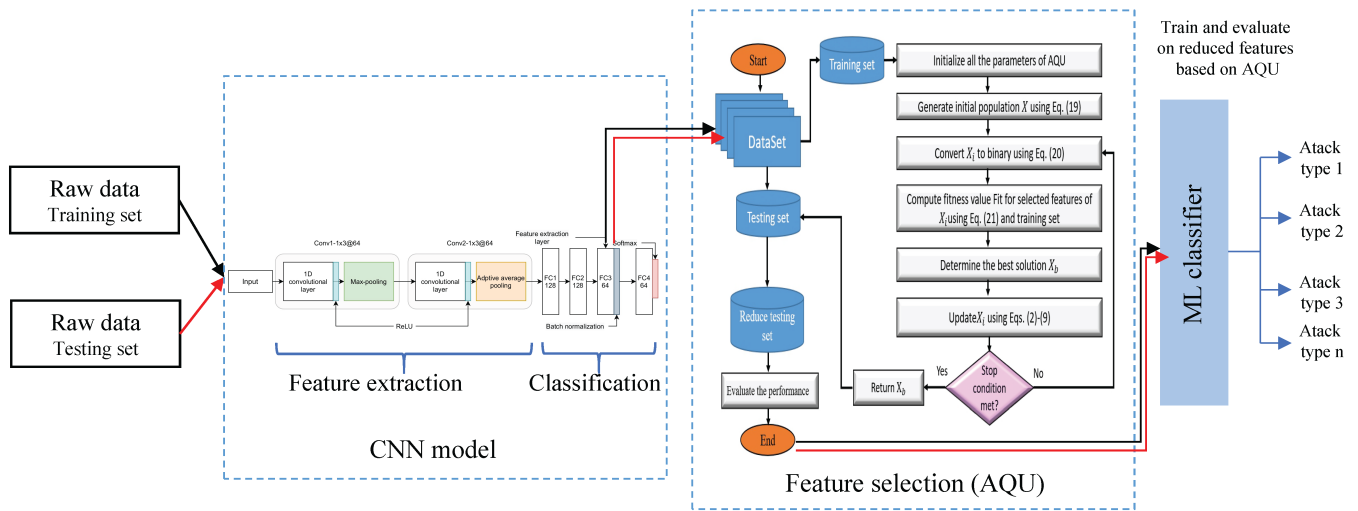 Raw data
Training set
Raw data
Testing set
Input
Conv1-1x3@64
1D
convolutional
layer
Max-pooling
ReLU
Conv2-1x3@64
1D
convolutional
layer
Adptive average
pooling
Feature extraction
layer
Softmax
FC1
128
FC2
128
FC3
64
FC4
64
Batch normalization
Feature extraction
Classification
CNN model
Start
DataSet
Training set
Testing set
Reduce testing
set
Evaluate the performance
End
Initialize all the parameters of AQU
Generate initial population X using Eq. (19)
Convert Xi to binary using Eq. (20)
Compute fitness value Fit for selected features of
Xi using Eq. (21) and training set
Determine the best solution Xb
Update Xi using Eqs. (2)-(9)
Stop
condition
met?
Yes
No
Return Xb
Feature selection (AQU)
Train and evaluate
on reduced features
based on AQU
ML classifier
Atack
type 1
Atack
type 2
Atack
type 3
Atack
type n